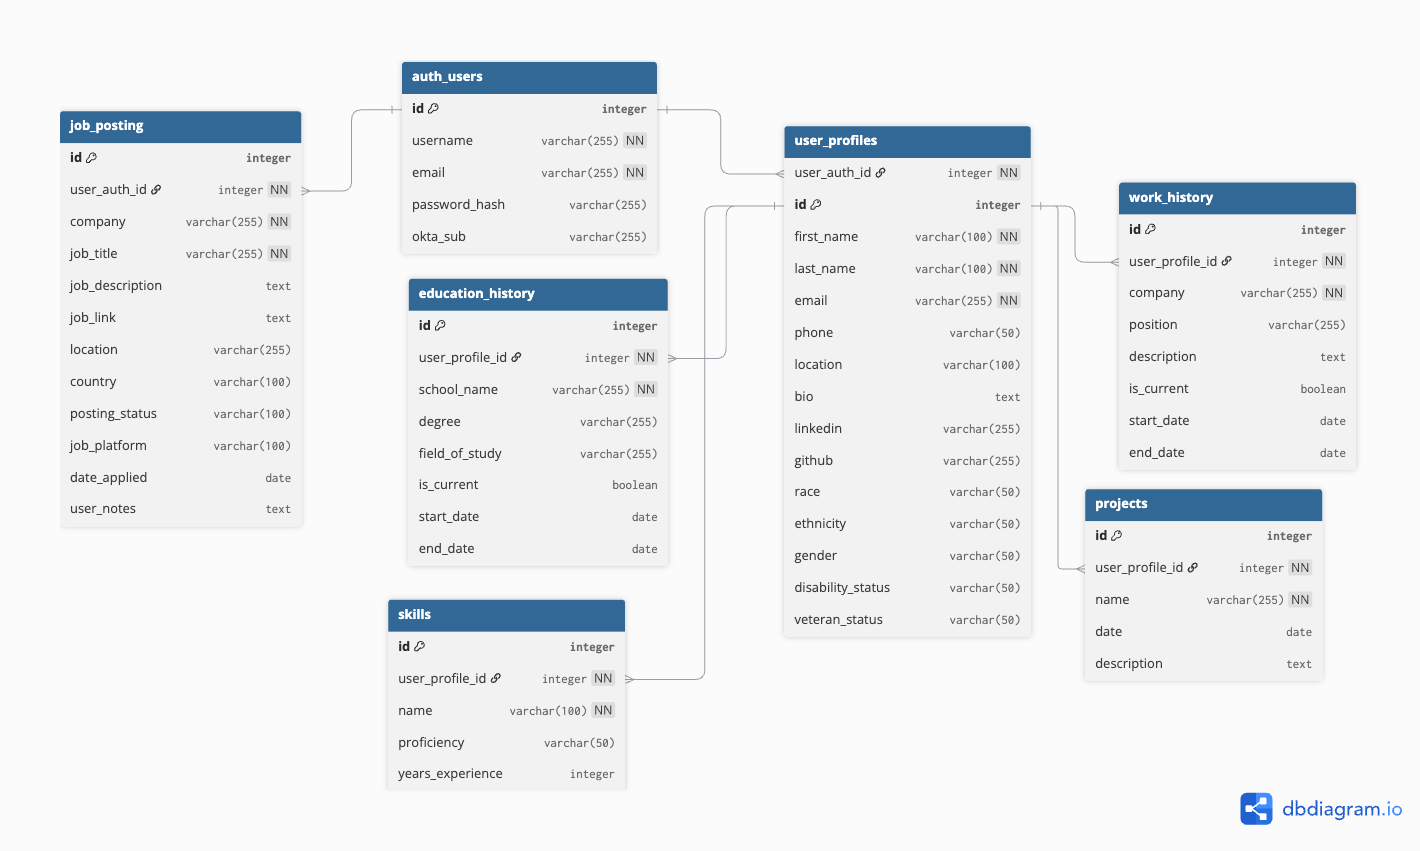 auth_users
id integer
username varchar(255) NN
email varchar(255) NN
password_hash varchar(255)
okta_sub varchar(255)
job_posting
id integer
user_auth_id integer NN
company varchar(255) NN
job_title varchar(255) NN
job_description text
job_link text
location varchar(255)
country varchar(100)
posting_status varchar(100)
job_platform varchar(100)
date_applied date
user_notes text
user_profiles
user_auth_id integer NN
id integer
first_name varchar(100) NN
last_name varchar(100) NN
email varchar(255) NN
phone varchar(50)
location varchar(100)
bio text
linkedin varchar(255)
github varchar(255)
race varchar(50)
ethnicity varchar(50)
gender varchar(50)
disability_status varchar(50)
veteran_status varchar(50)
work_history
id integer
user_profile_id integer NN
company varchar(255) NN
position varchar(255)
description text
is_current boolean
start_date date
end_date date
education_history
id integer
user_profile_id integer NN
school_name varchar(255) NN
degree varchar(255)
field_of_study varchar(255)
is_current boolean
start_date date
end_date date
projects
id integer
user_profile_id integer NN
name varchar(255) NN
date date
description text
skills
id integer
user_profile_id integer NN
name varchar(100) NN
proficiency varchar(50)
years_experience integer
dbdiagram.io